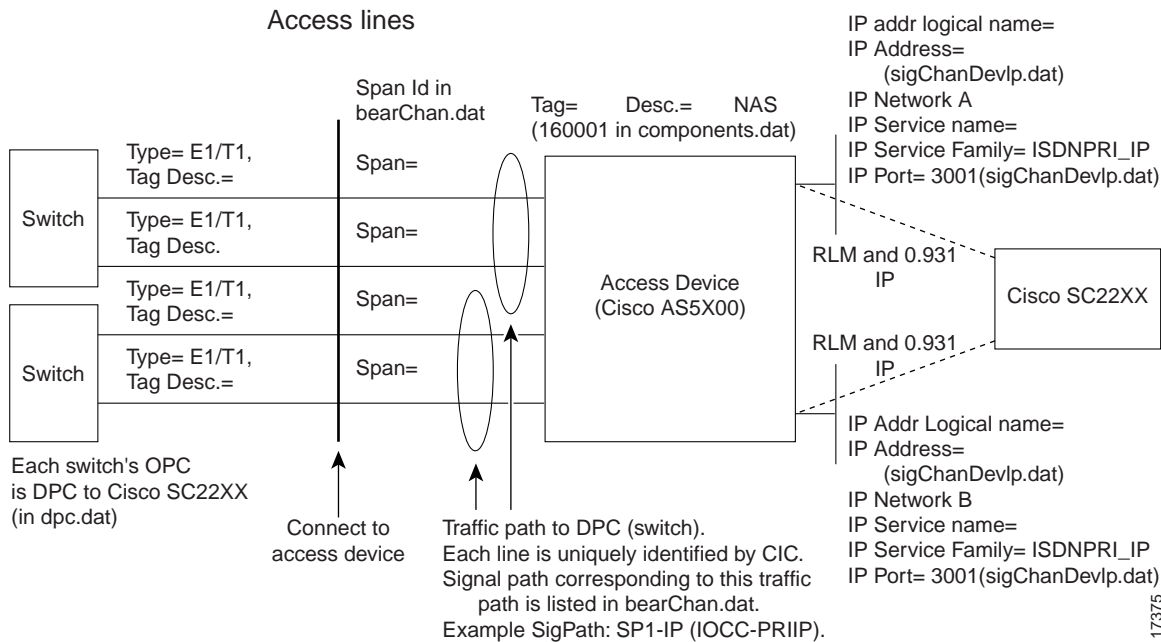 Access lines
IP addr logical name=
IP Address=
(sigChanDevlp.dat)
IP Network A
IP Service name=
IP Service Family= ISDNPRI_IP
IP Port= 3001(sigChanDevlp.dat)
Span Id in
bearChan.dat
Tag= Desc.= NAS
(160001 in components.dat)
Switch
Type= E1/T1,
Tag Desc.=
Span=
Type= E1/T1,
Tag Desc.
Span=
Switch
Type= E1/T1,
Tag Desc.=
Span=
Type= E1/T1,
Tag Desc.=
Span=
Access Device
(Cisco AS5X00)
RLM and 0.931
IP
Cisco SC22XX
RLM and 0.931
IP
Each switch's OPC
is DPC to Cisco SC22XX
(in dpc.dat)
Connect to
access device
Traffic path to DPC (switch).
Each line is uniquely identified by CIC.
Signal path corresponding to this traffic
path is listed in bearChan.dat.
Example SigPath: SP1-IP (IOCC-PRIIP).
IP Addr Logical name=
IP Address=
(sigChanDevlp.dat)
IP Network B
IP Service name=
IP Service Family= ISDNPRI_IP
IP Port= 3001(sigChanDevlp.dat)
17375